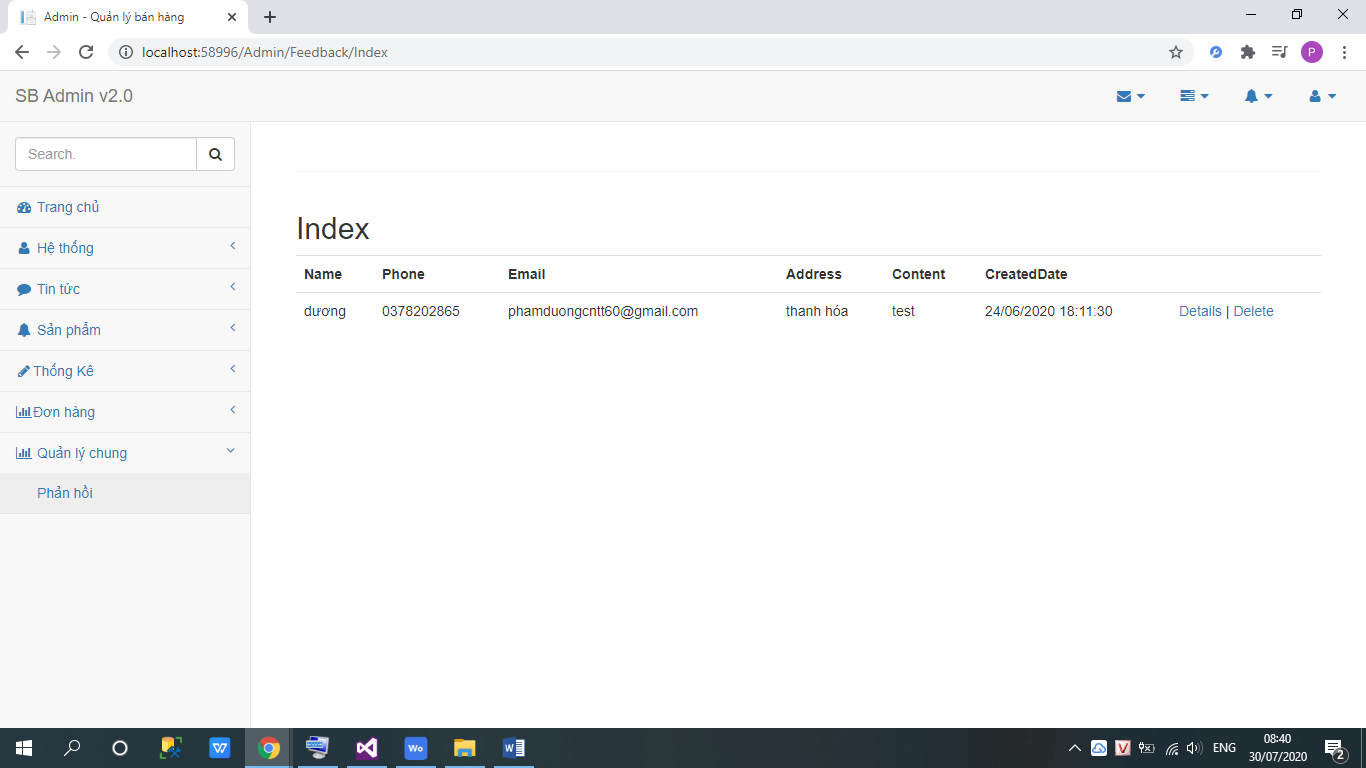 Admin - Quản lý bán hàng
localhost:58996/Admin/Feedback/Index
P
SB Admin v2.0
Search.
Trang chủ
Hệ thống
Tin tức
Sản phẩm
Thống Kê
Đơn hàng
Quản lý chung
Phản hồi
Index
Name Phone Email Address Content CreatedDate
dương 0378202865 phamduongcntt60@gmail.com thanh hóa test 24/06/2020 18:11:30 Details | Delete
W Wo W V ENG 08:40
30/07/2020 2